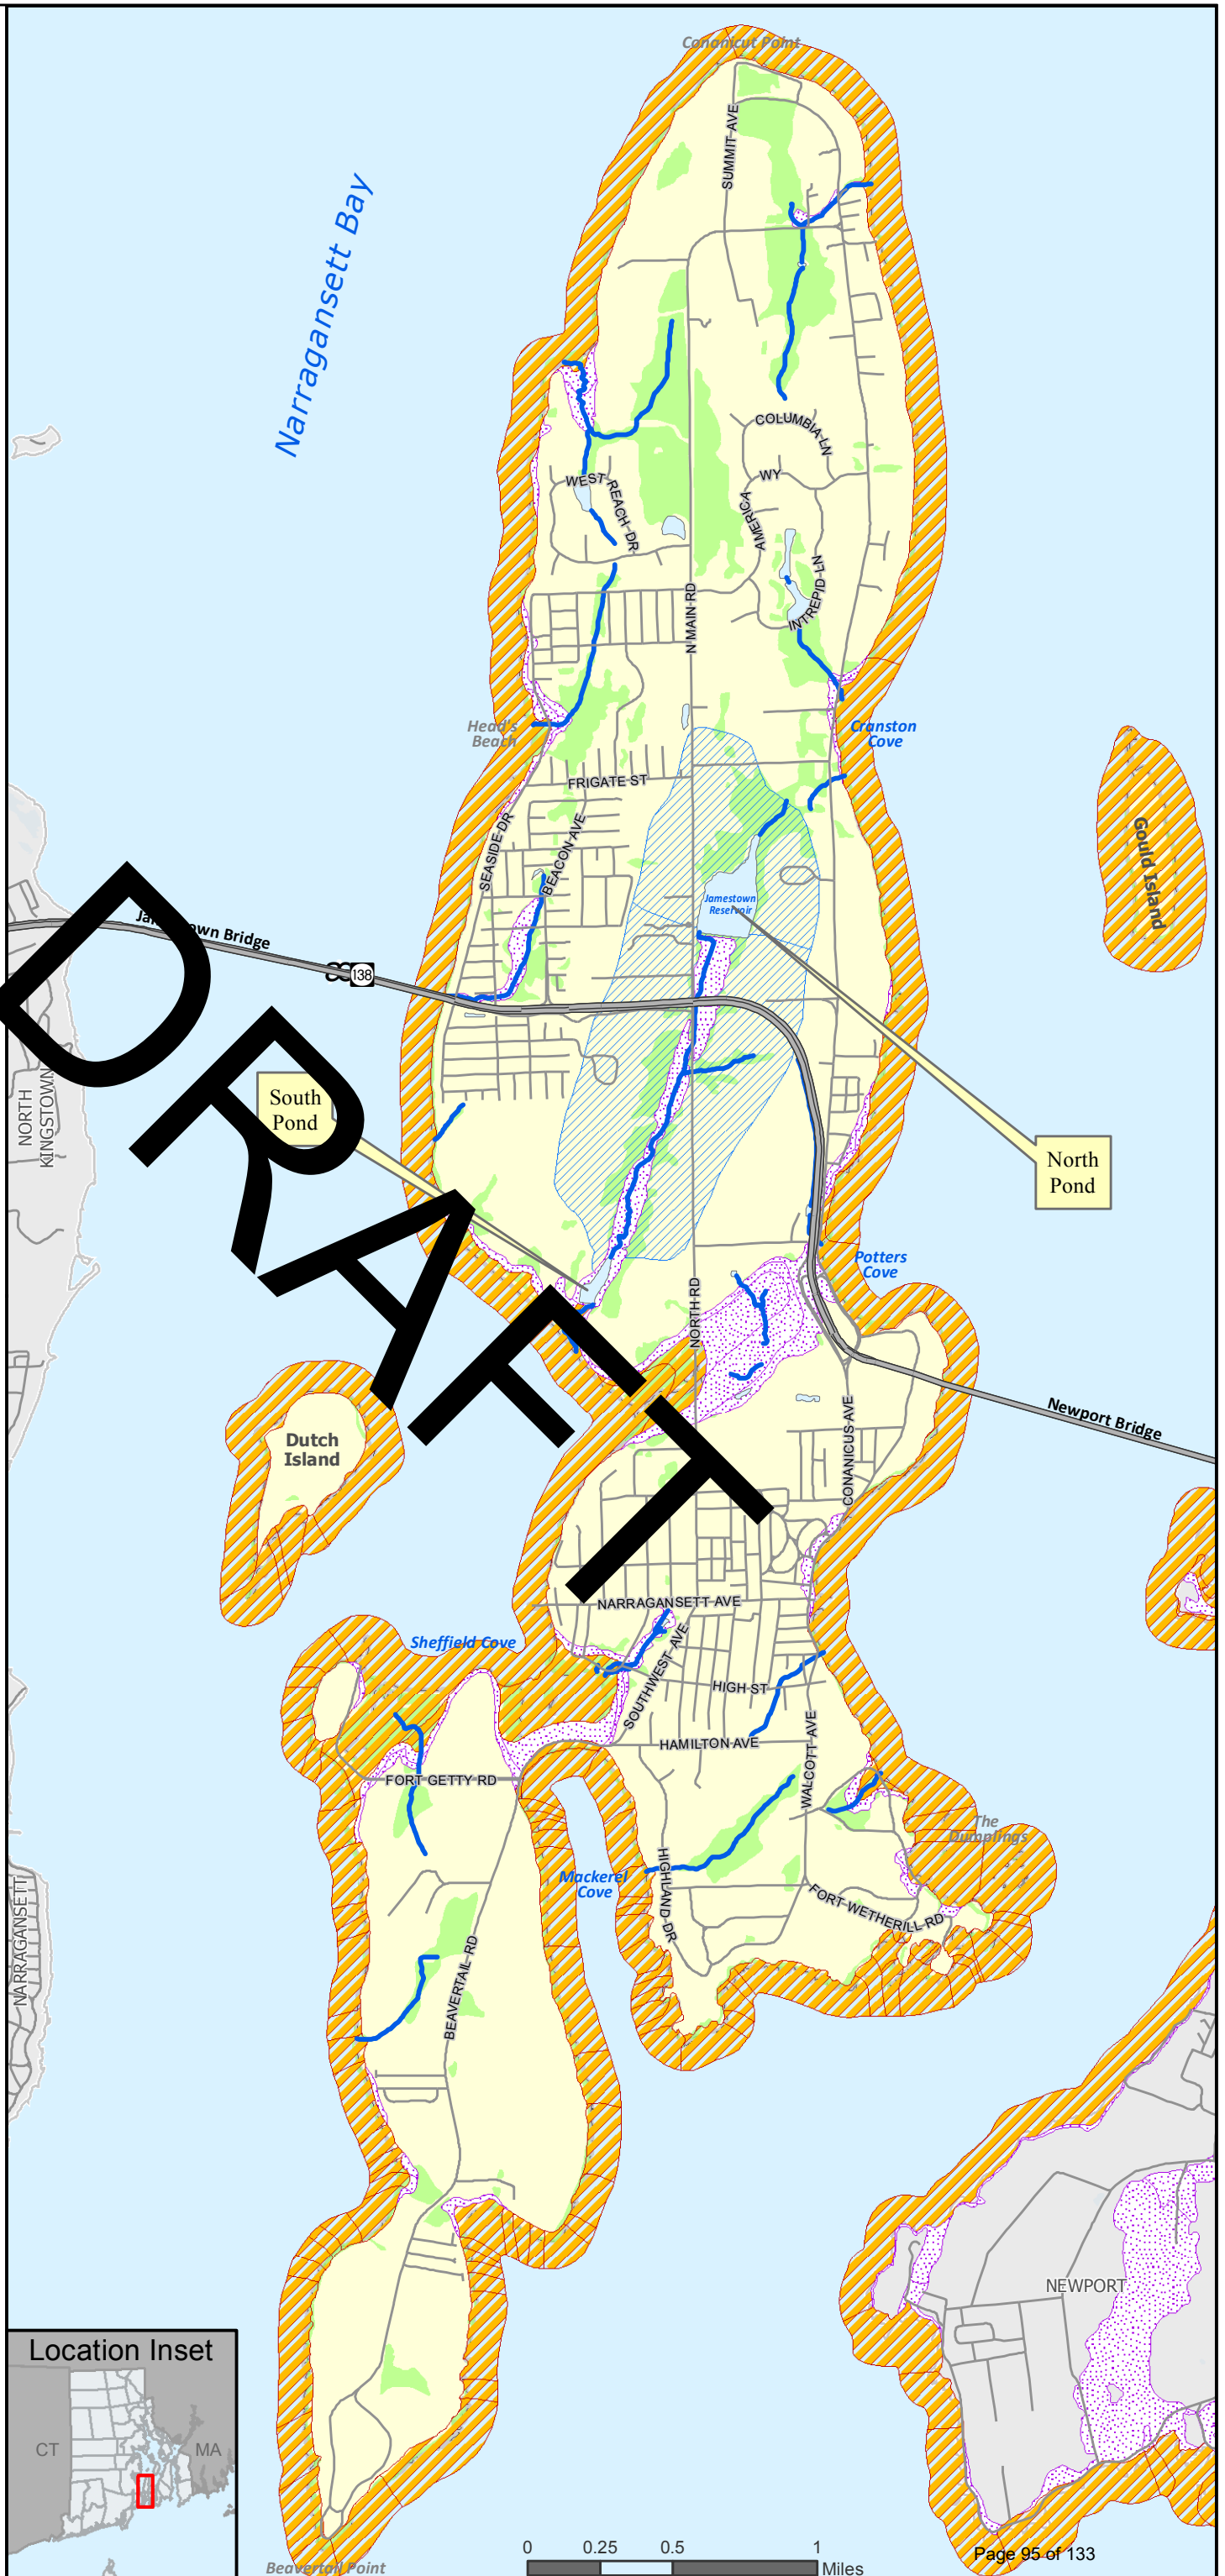 Conanicut Point
SUMMIT AVE
Narragansett Bay
COLUMBIA LN
WEST REACH DR
WY
AMERICA
INTREPID LN
N MAIN RD
Head's
Beach
Cranston
Cove
FRIGATE ST
SEASIDE DR
BEACON AVE
Gould Island
Jamestown
Reservoir
Jamestown Bridge
138
DRAFT
NORTH
KINGSTOWN
South
Pond
North
Pond
Potters
Cove
NORTH RD
CONANICUS AVE
Newport Bridge
Dutch
Island
NARRAGANSETT AVE
Sheffield Cove
SOUTHWEST AVE
HIGH ST
HAMILTON AVE
WALCOTT AVE
FORT GETTY RD
The
Dumplings
Mackerel
Cove
HIGHLAND DR
FORT WETHERILL RD
NARRAGANSETT
BEAVERTAIL RD
NEWPORT
Location Inset
CT
MA
Beavertail Point
0 0.25 0.5 1
Miles
Page 95 of 133